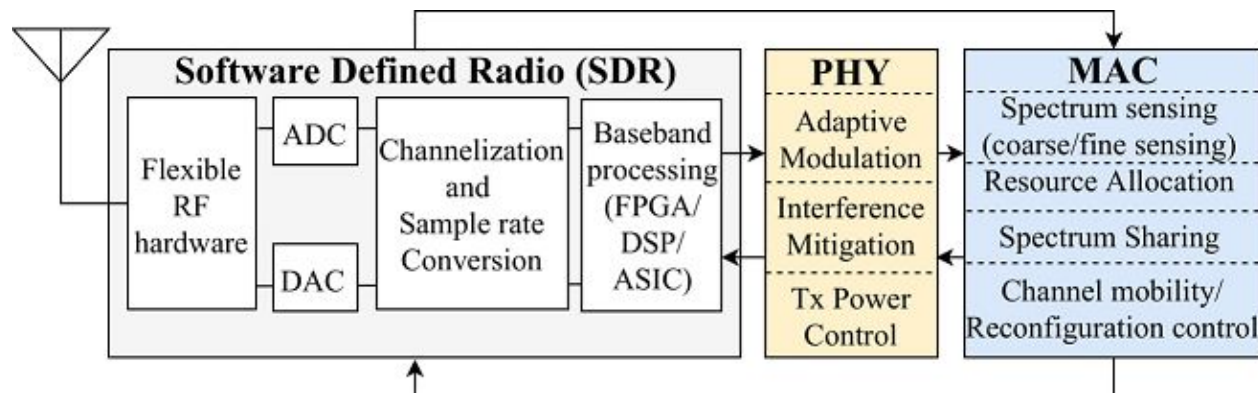 Software Defined Radio (SDR)
Flexible
RF
hardware
ADC
DAC
Channelization
and
Sample rate
Conversion
Baseband
processing
(FPGA/
DSP/
ASIC)
PHY
Adaptive
Modulation
Interference
Mitigation
Tx Power
Control
MAC
Spectrum sensing
(coarse/fine sensing)
Resource Allocation
Spectrum Sharing
Channel mobility/
Reconfiguration control